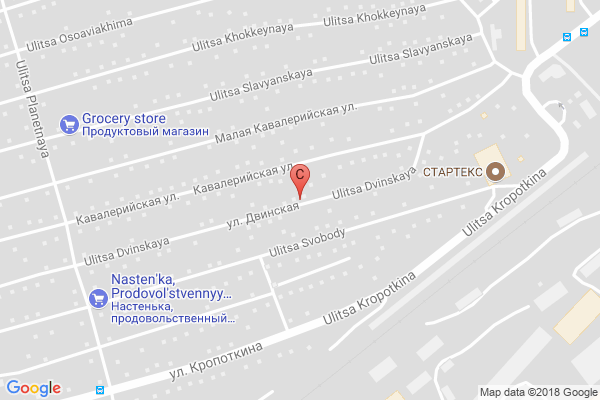 Ulitsa Osoaviakhima
Ulitsa Khokkeynaya
Ulitsa Khokkeynaya
Ulitsa Slavyanskaya
Ulitsa Slavyanskaya
Ulitsa Planetnaya
Grocery store
Продуктовый магазин
Малая Кавалерийская ул.
Кавалерийская ул.
Кавалерийская ул.
C
СТАРТЕКС
Ulitsa Dvinskaya
ул. Двинская
Ulitsa Dvinskaya
Ulitsa Svobody
Ulitsa Kropotkina
Nasten'ka,
Prodovol'stvennyy…
Настенька,
продовольственный…
Ulitsa Kropotkina
ул. Кропоткина
Google
Map data ©2018 Google